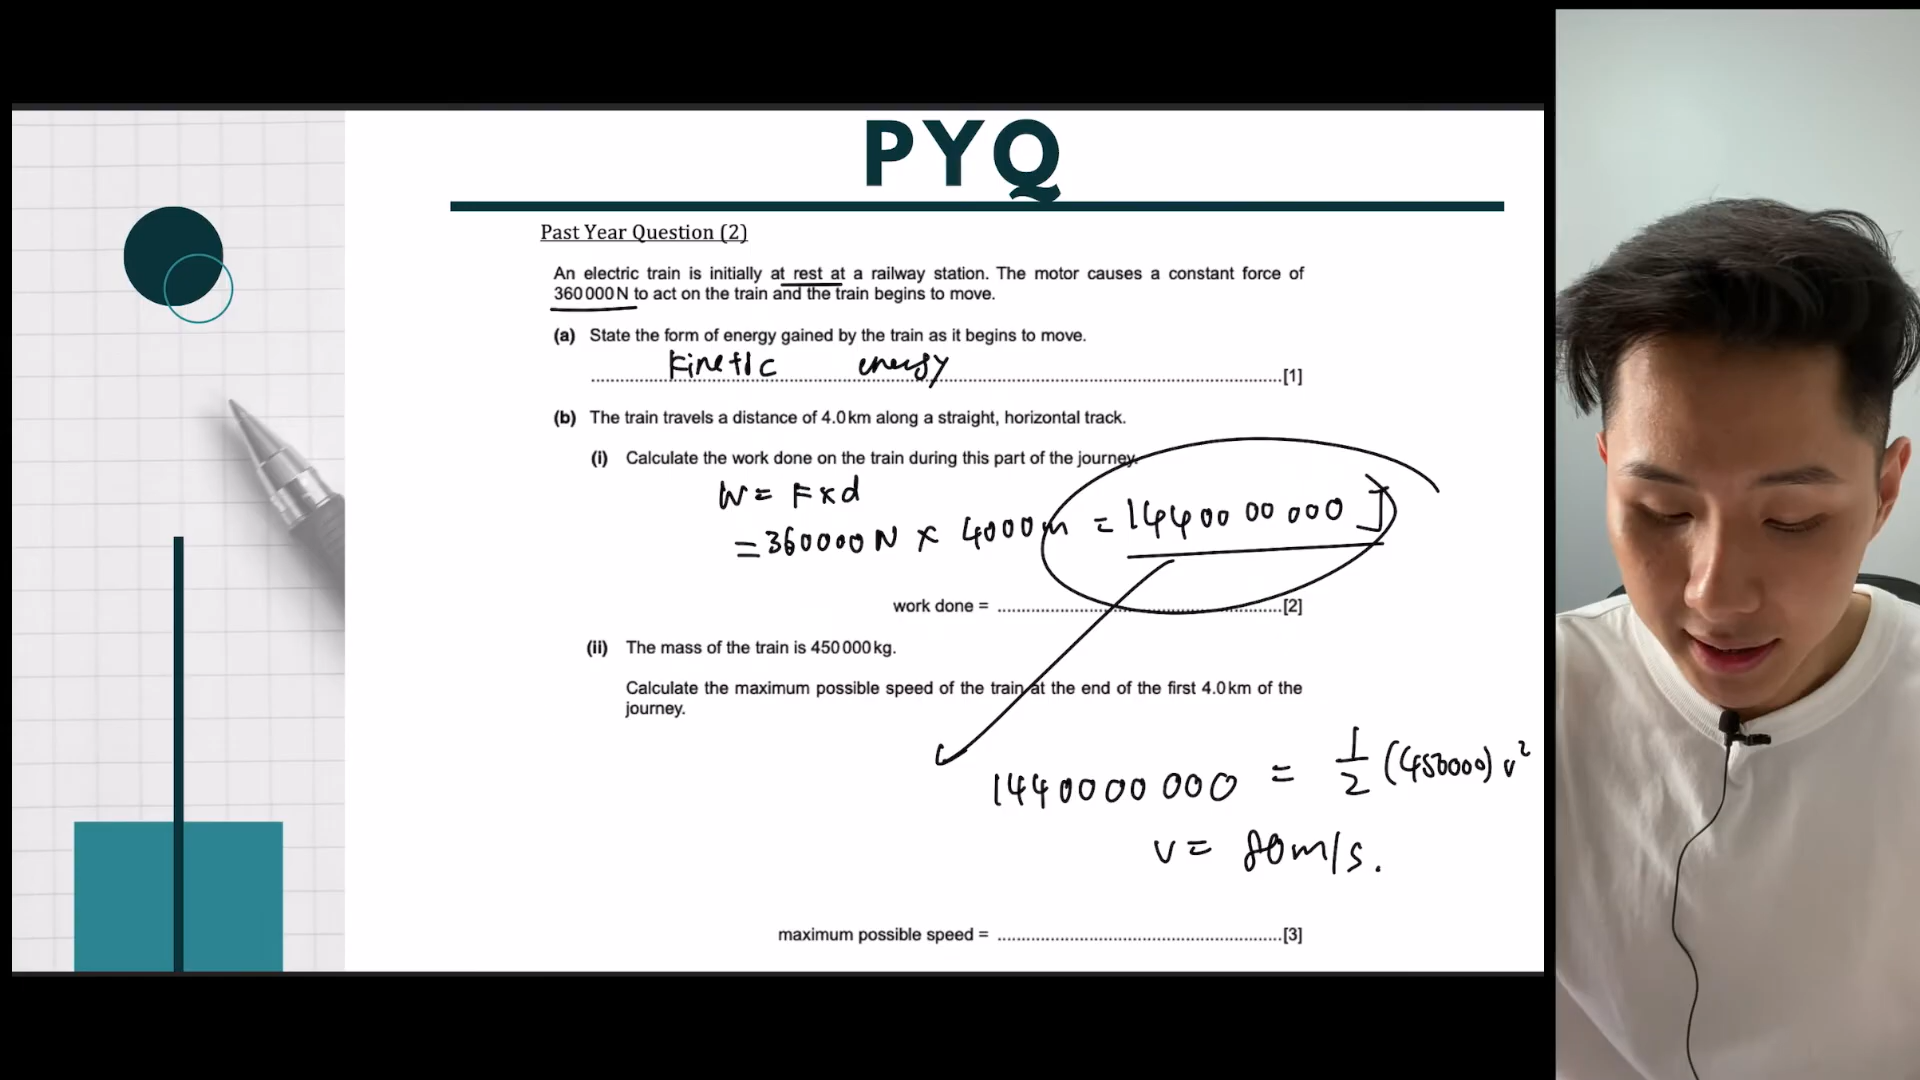 PYQ
Past Year Question (2)
An electric train is initially at rest at a railway station. The motor causes a constant force of
360 000 N to act on the train and the train begins to move.
(a) State the form of energy gained by the train as it begins to move.
kinetic energy
[1]
(b) The train travels a distance of 4.0 km along a straight, horizontal track.
(i) Calculate the work done on the train during this part of the journey.
W = F x d
= 360000 N x 4000 m = 1440000000 J
work done = [2]
(ii) The mass of the train is 450 000 kg.
Calculate the maximum possible speed of the train at the end of the first 4.0 km of the
journey.
1440000000 = 1/2 (450000) v²
v = 80m/s.
maximum possible speed = [3]